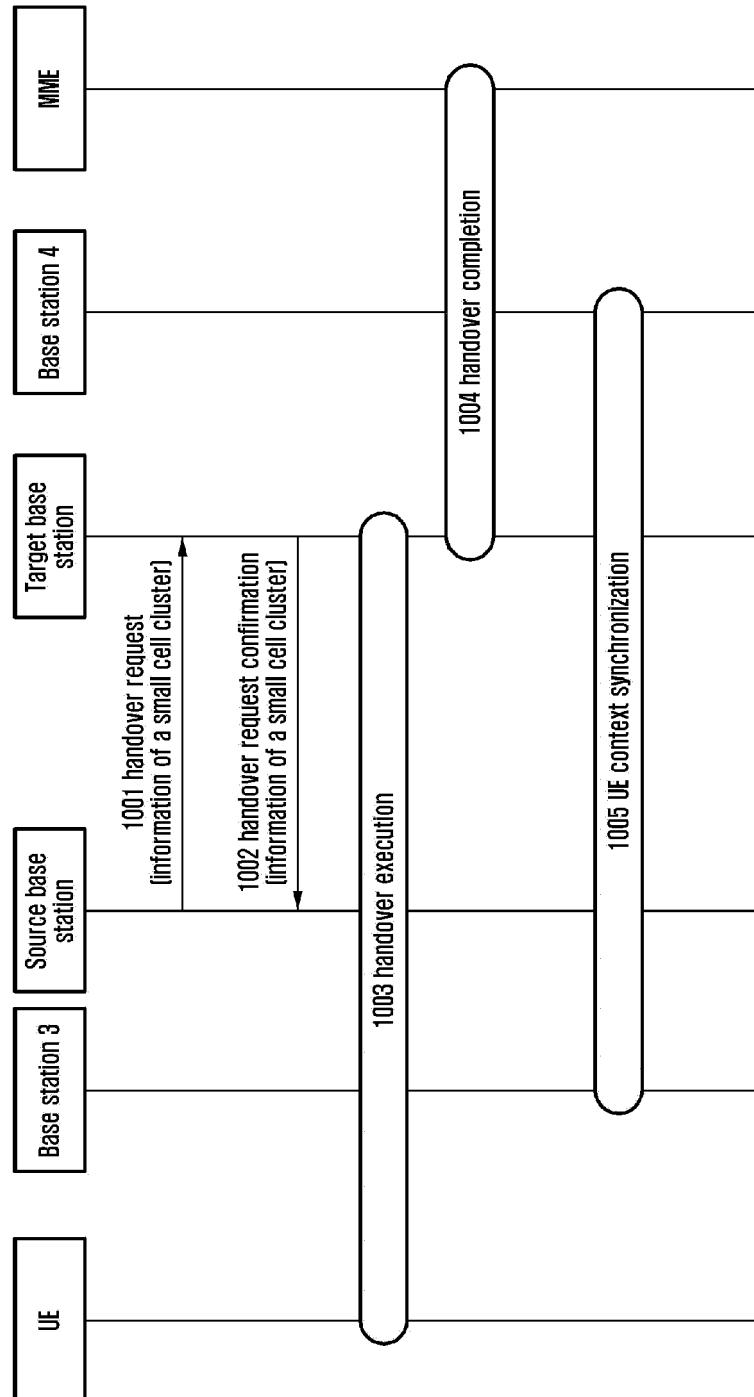 UE
Base station 3
Source base
station
Target base
station
Base station 4
MME
1001 handover request
(information of a small cell cluster)
1002 handover request confirmation
(information of a small cell cluster)
1003 handover execution
1004 handover completion
1005 UE context synchronization